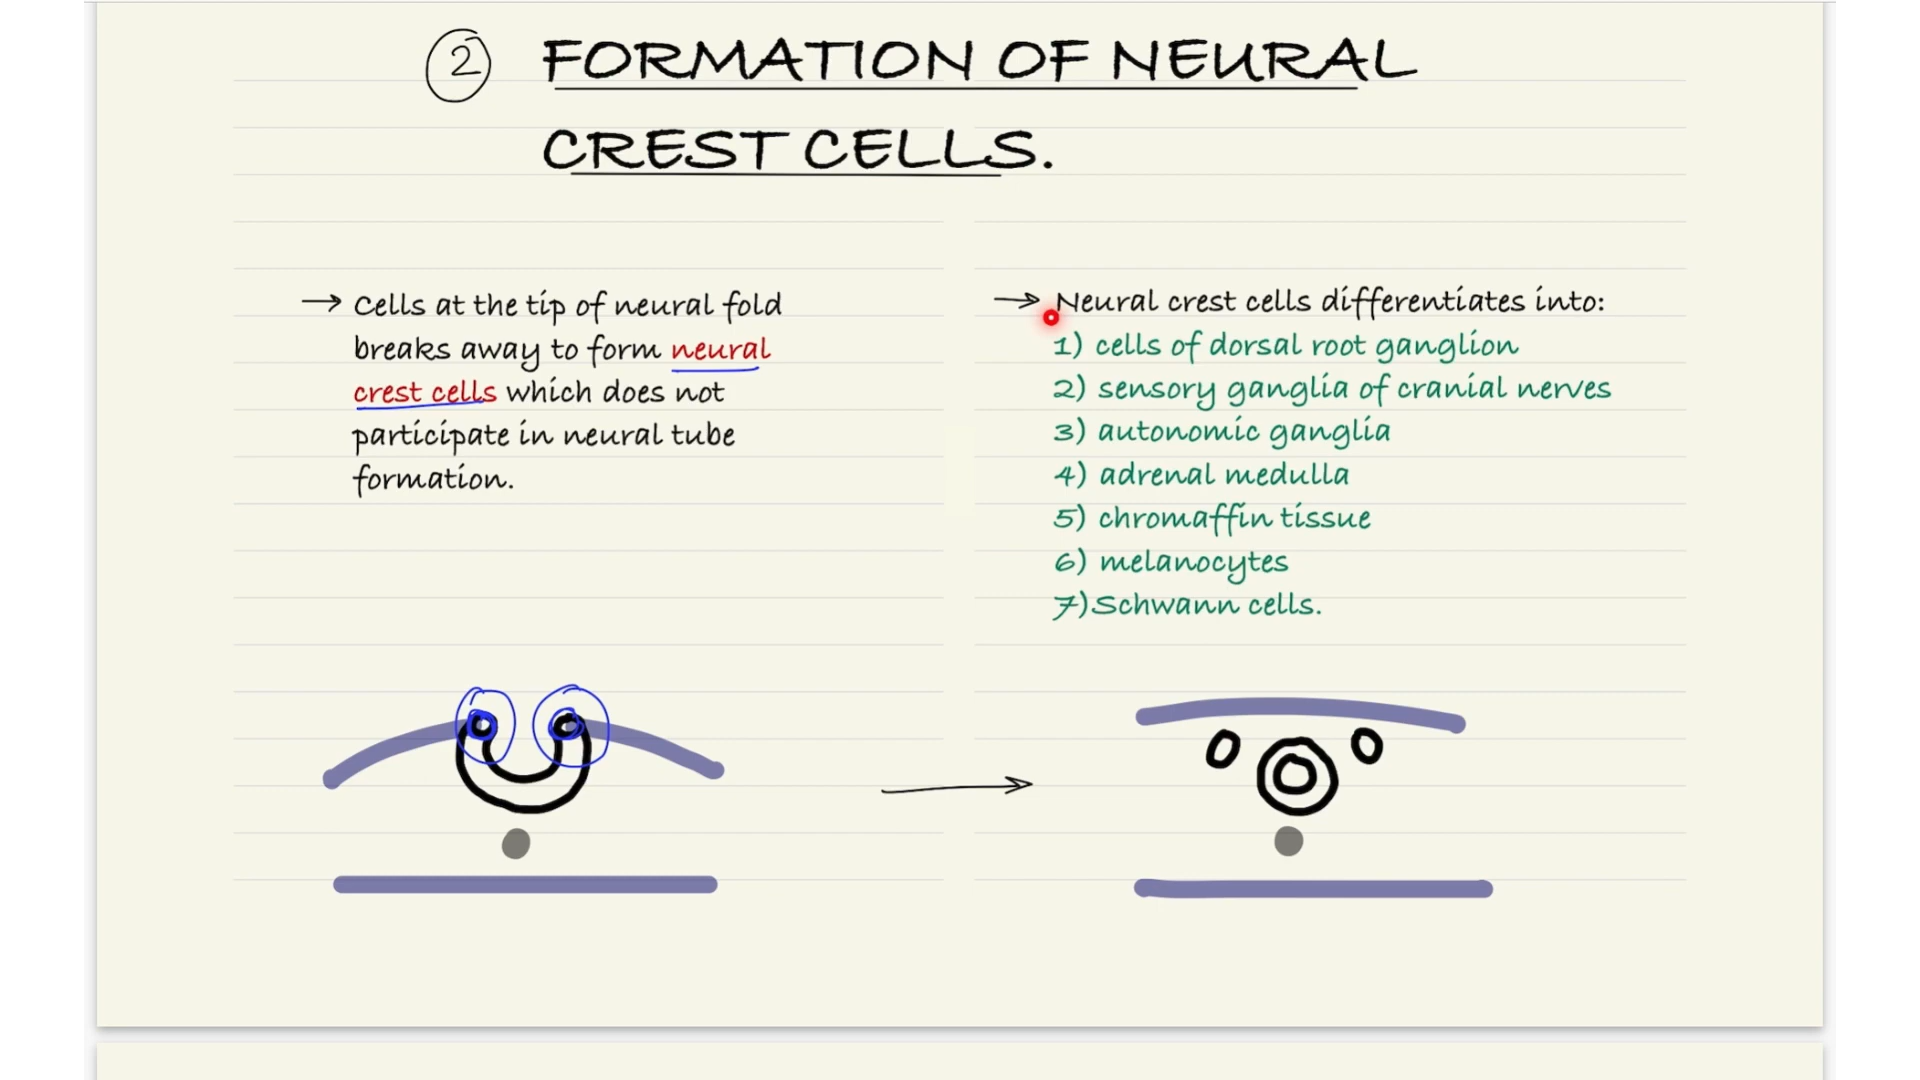 2 FORMATION OF NEURAL
CREST CELLS.
→ Cells at the tip of neural fold
breaks away to form neural
crest cells which does not
participate in neural tube
formation.
→ Neural crest cells differentiates into:
1) cells of dorsal root ganglion
2) sensory ganglia of cranial nerves
3) autonomic ganglia
4) adrenal medulla
5) chromaffin tissue
6) melanocytes
7) Schwann cells.